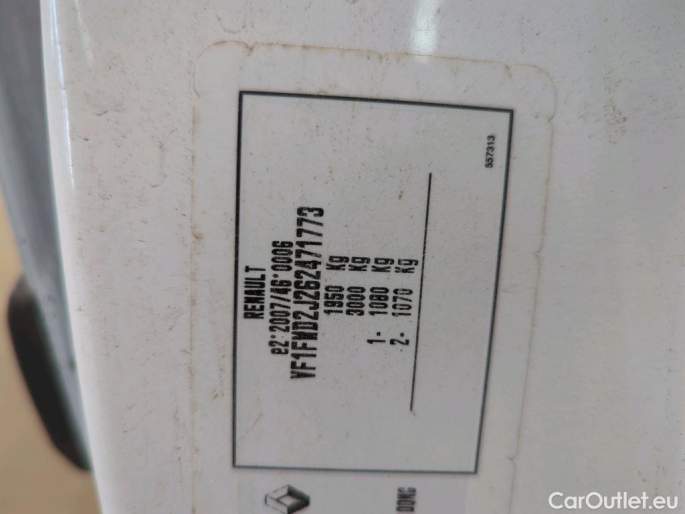 RENAULT
e2*2007/46*0006
VF1FWD2J262471773
1950 Kg
3000 Kg
1- 1080 Kg
2- 1070 Kg
557313
DONG
CarOutlet.eu